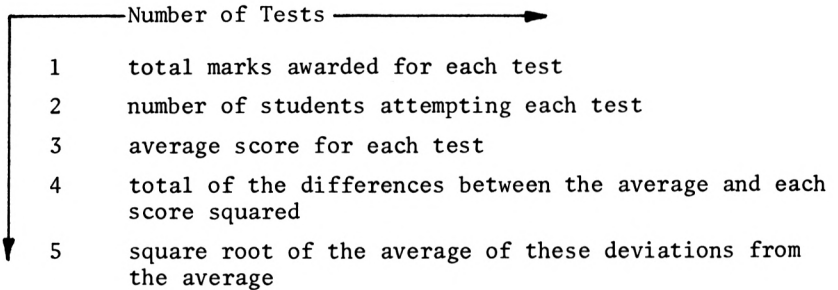 Number of Tests
1 total marks awarded for each test
2 number of students attempting each test
3 average score for each test
4 total of the differences between the average and each
score squared
5 square root of the average of these deviations from
the average